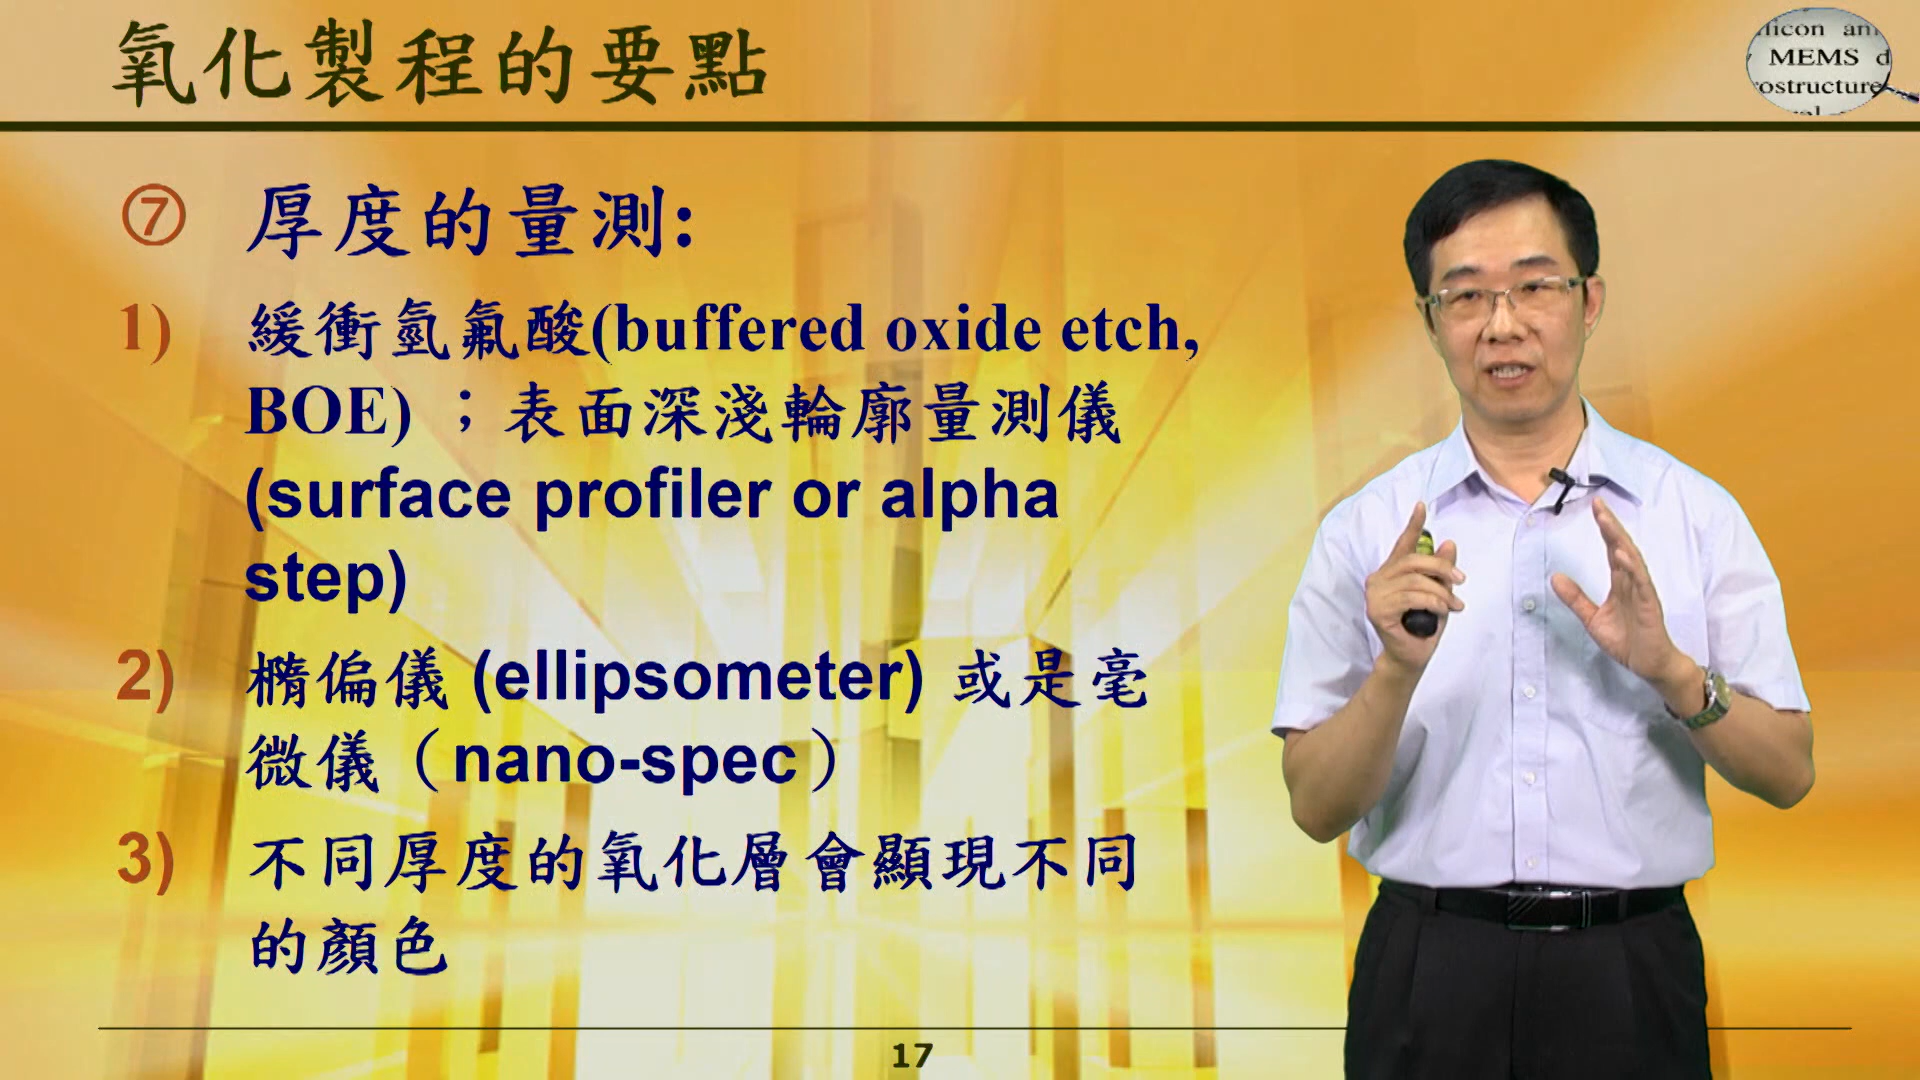 氧化製程的要點
licon an
MEMS d
rostructure
⑦ 厚度的量測:
1) 緩衝氫氟酸(buffered oxide etch,
BOE) ；表面深淺輪廓量測儀
(surface profiler or alpha
step)
2) 橢偏儀 (ellipsometer) 或是毫
微儀（nano-spec）
3) 不同厚度的氧化層會顯現不同
的顏色
17